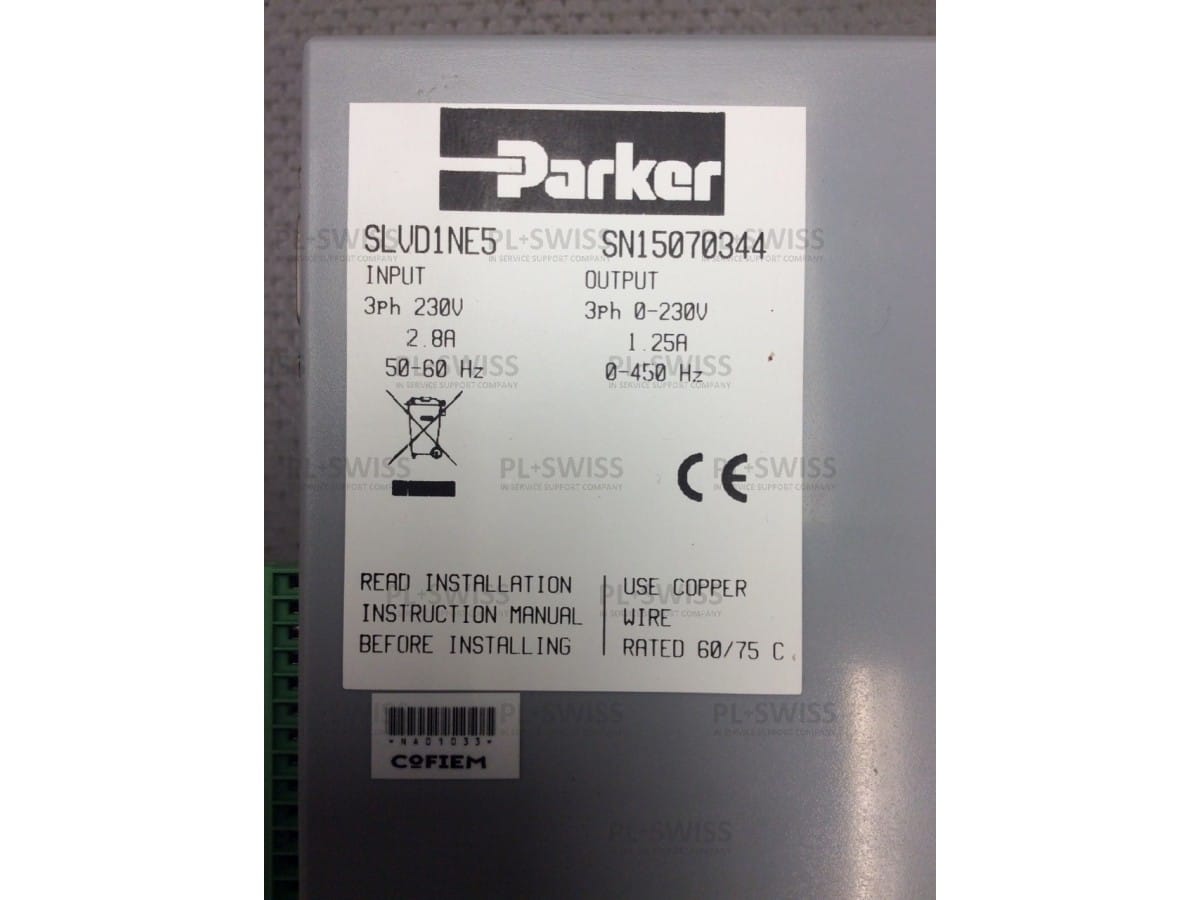 Parker
SLVD1NE5 SN15070344
INPUT OUTPUT
3Ph 230V 3Ph 0-230V
2.8A 1.25A
50-60 Hz 0-450 Hz
CE
READ INSTALLATION
INSTRUCTION MANUAL
BEFORE INSTALLING
USE COPPER
WIRE
RATED 60/75 C
*NA01033*
COFIEM
PL+SWISS
IN SERVICE SUPPORT COMPANY